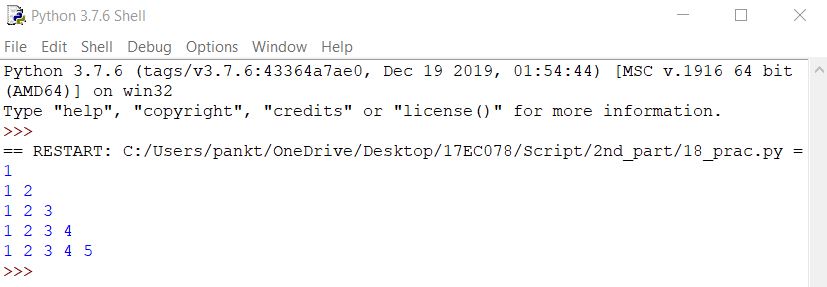 Python 3.7.6 Shell
File Edit Shell Debug Options Window Help
Python 3.7.6 (tags/v3.7.6:43364a7ae0, Dec 19 2019, 01:54:44) [MSC v.1916 64 bit
(AMD64)] on win32
Type "help", "copyright", "credits" or "license()" for more information.
>>>
== RESTART: C:/Users/pankt/OneDrive/Desktop/17EC078/Script/2nd_part/18_prac.py =
1
1 2
1 2 3
1 2 3 4
1 2 3 4 5
>>>